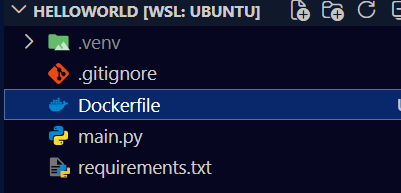 HELLOWORLD [WSL: UBUNTU]
.venv
.gitignore
Dockerfile
main.py
requirements.txt